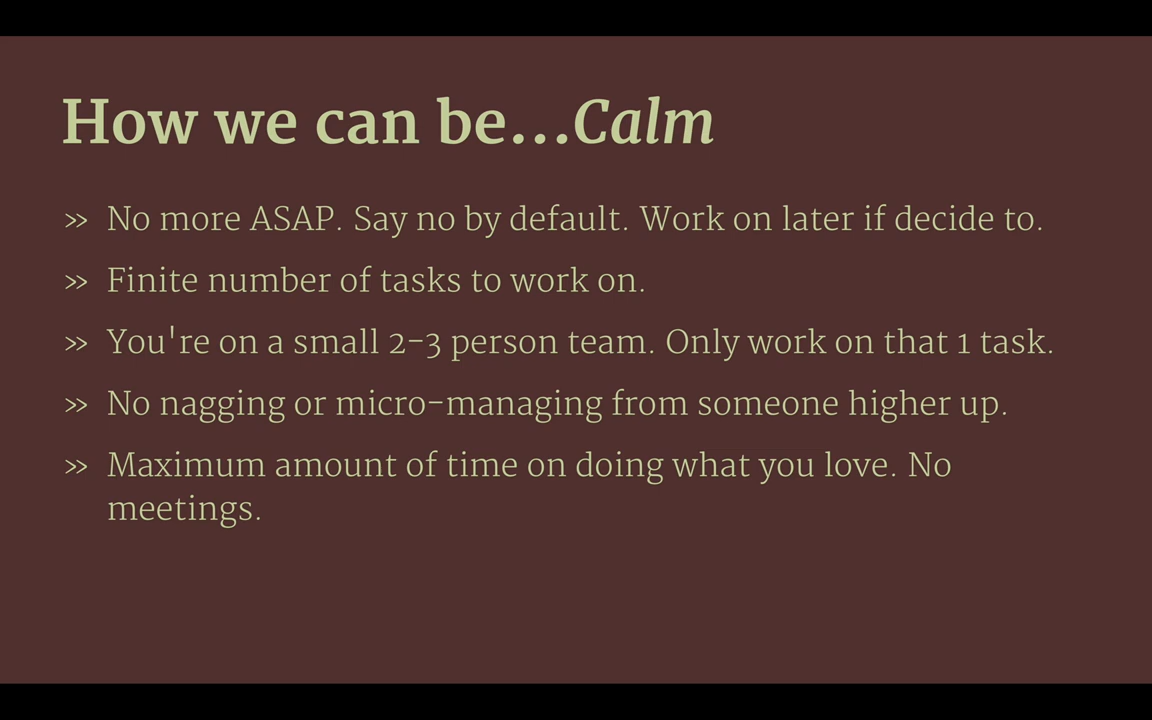 How we can be...Calm
» No more ASAP. Say no by default. Work on later if decide to.
» Finite number of tasks to work on.
» You're on a small 2-3 person team. Only work on that 1 task.
» No nagging or micro-managing from someone higher up.
» Maximum amount of time on doing what you love. No
meetings.